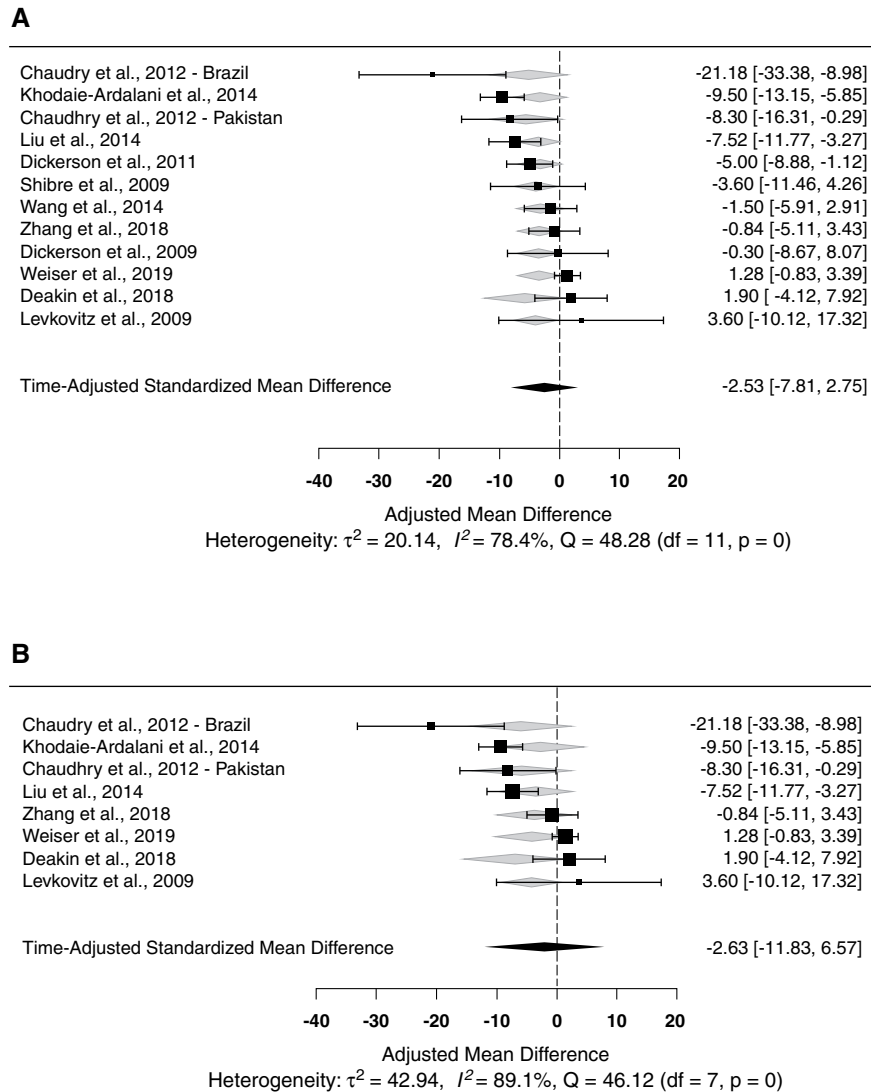 A
Chaudry et al., 2012 - Brazil -21.18 [-33.38, -8.98]
Khodaie-Ardalani et al., 2014 -9.50 [-13.15, -5.85]
Chaudhry et al., 2012 - Pakistan -8.30 [-16.31, -0.29]
Liu et al., 2014 -7.52 [-11.77, -3.27]
Dickerson et al., 2011 -5.00 [-8.88, -1.12]
Shibre et al., 2009 -3.60 [-11.46, 4.26]
Wang et al., 2014 -1.50 [-5.91, 2.91]
Zhang et al., 2018 -0.84 [-5.11, 3.43]
Dickerson et al., 2009 -0.30 [-8.67, 8.07]
Weiser et al., 2019 1.28 [-0.83, 3.39]
Deakin et al., 2018 1.90 [ -4.12, 7.92]
Levkovitz et al., 2009 3.60 [-10.12, 17.32]
Time-Adjusted Standardized Mean Difference -2.53 [-7.81, 2.75]
-40 -30 -20 -10 0 10 20
Adjusted Mean Difference
Heterogeneity: τ² = 20.14, I² = 78.4%, Q = 48.28 (df = 11, p = 0)
B
Chaudry et al., 2012 - Brazil -21.18 [-33.38, -8.98]
Khodaie-Ardalani et al., 2014 -9.50 [-13.15, -5.85]
Chaudhry et al., 2012 - Pakistan -8.30 [-16.31, -0.29]
Liu et al., 2014 -7.52 [-11.77, -3.27]
Zhang et al., 2018 -0.84 [-5.11, 3.43]
Weiser et al., 2019 1.28 [-0.83, 3.39]
Deakin et al., 2018 1.90 [-4.12, 7.92]
Levkovitz et al., 2009 3.60 [-10.12, 17.32]
Time-Adjusted Standardized Mean Difference -2.63 [-11.83, 6.57]
-40 -30 -20 -10 0 10 20
Adjusted Mean Difference
Heterogeneity: τ² = 42.94, I² = 89.1%, Q = 46.12 (df = 7, p = 0)